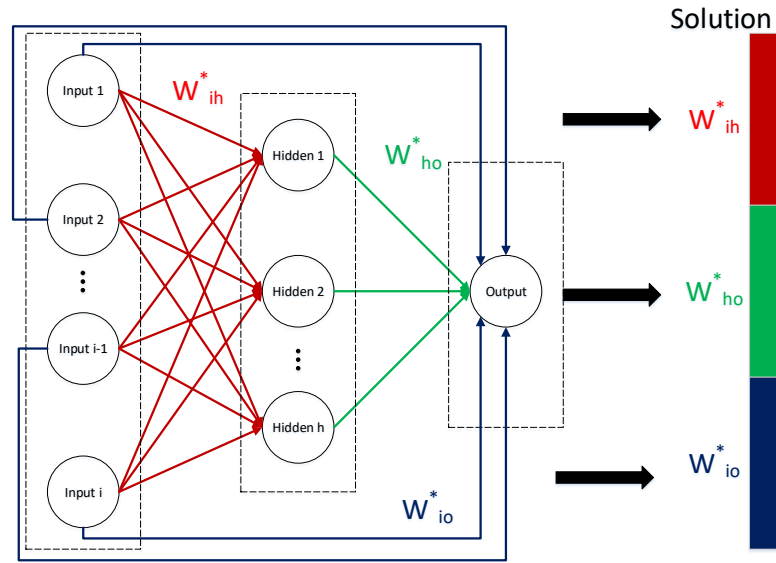 Solution
Input 1
Input 2
Input i-1
Input i
W*ih
Hidden 1
Hidden 2
Hidden h
W*ho
Output
W*io
W*ih
W*ho
W*io